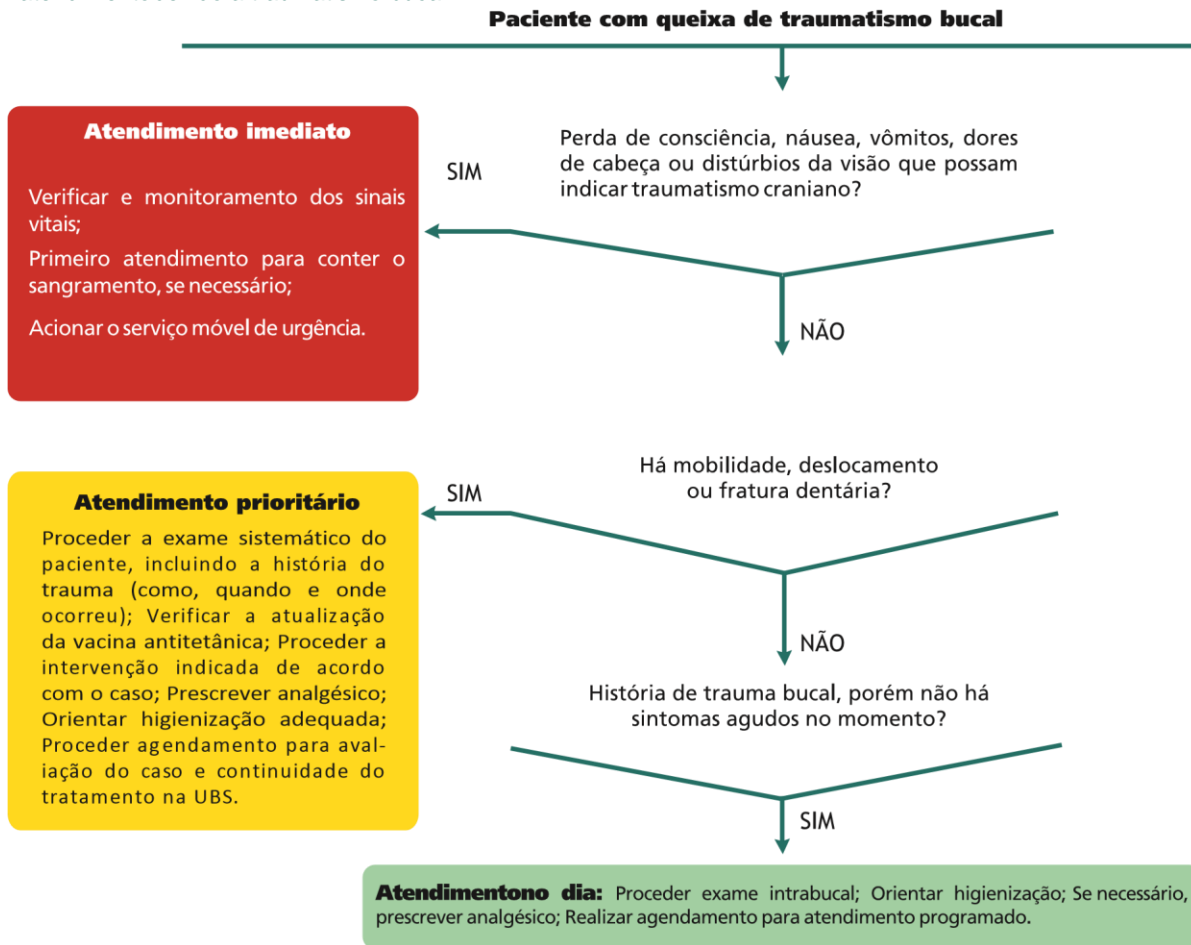 Paciente com queixa de traumatismo bucal
Perda de consciência, náusea, vômitos, dores
de cabeça ou distúrbios da visão que possam
indicar traumatismo craniano?
SIM
Atendimento imediato
Verificar e monitoramento dos sinais
vitais;
Primeiro atendimento para conter o
sangramento, se necessário;
Acionar o serviço móvel de urgência.
NÃO
Há mobilidade, deslocamento
ou fratura dentária?
SIM
Atendimento prioritário
Proceder a exame sistemático do
paciente, incluindo a história do
trauma (como, quando e onde
ocorreu); Verificar a atualização
da vacina antitetânica; Proceder a
intervenção indicada de acordo
com o caso; Prescrever analgésico;
Orientar higienização adequada;
Proceder agendamento para aval-
iação do caso e continuidade do
tratamento na UBS.
NÃO
História de trauma bucal, porém não há
sintomas agudos no momento?
SIM
Atendimentono dia: Proceder exame intrabucal; Orientar higienização; Se necessário,
prescrever analgésico; Realizar agendamento para atendimento programado.